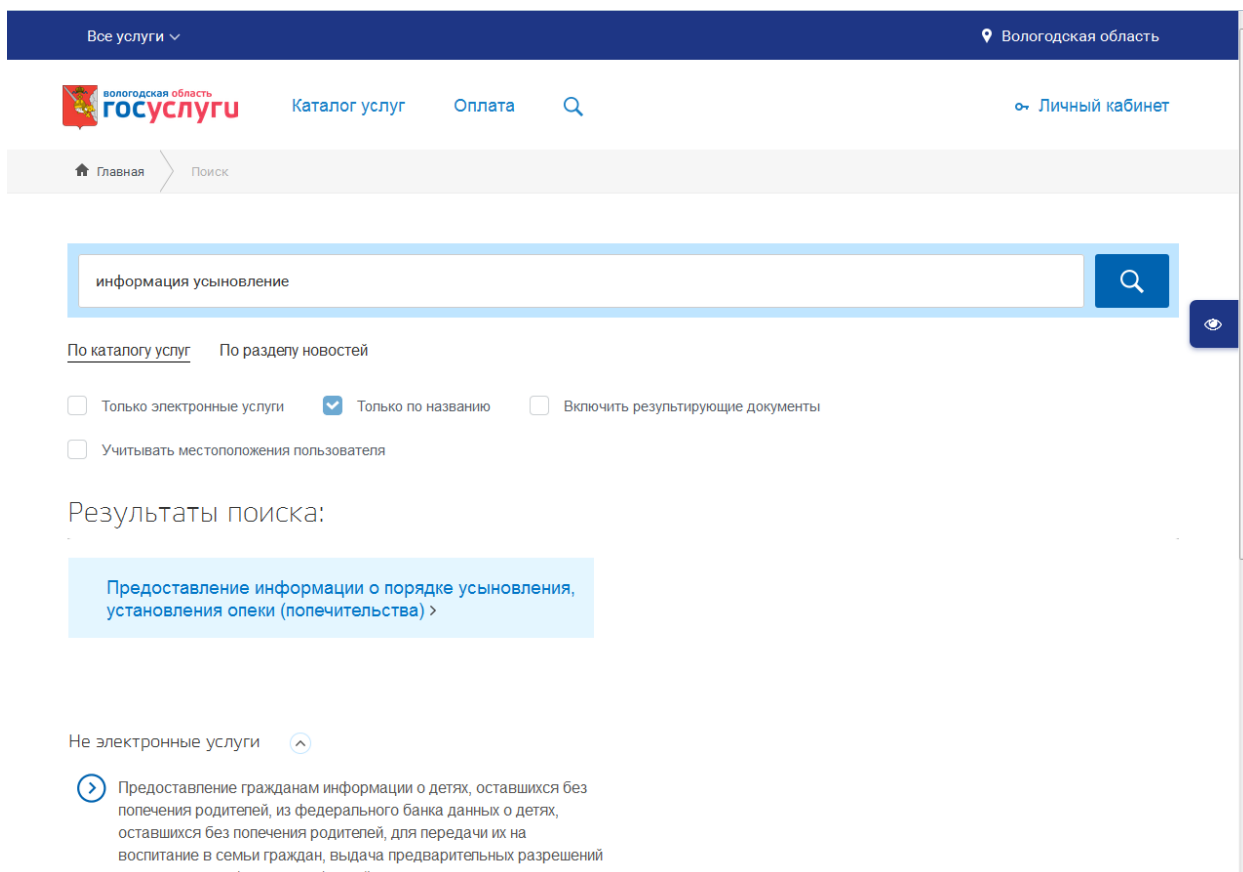 Все услуги
Вологодская область
вологодская область
госуслуги
Каталог услуг
Оплата
Личный кабинет
Главная
Поиск
информация усыновление
По каталогу услуг
По разделу новостей
Только электронные услуги
Только по названию
Включить результирующие документы
Учитывать местоположения пользователя
Результаты поиска:
Предоставление информации о порядке усыновления,
установления опеки (попечительства)
Не электронные услуги
Предоставление гражданам информации о детях, оставшихся без
попечения родителей, из федерального банка данных о детях,
оставшихся без попечения родителей, для передачи их на
воспитание в семьи граждан, выдача предварительных разрешений